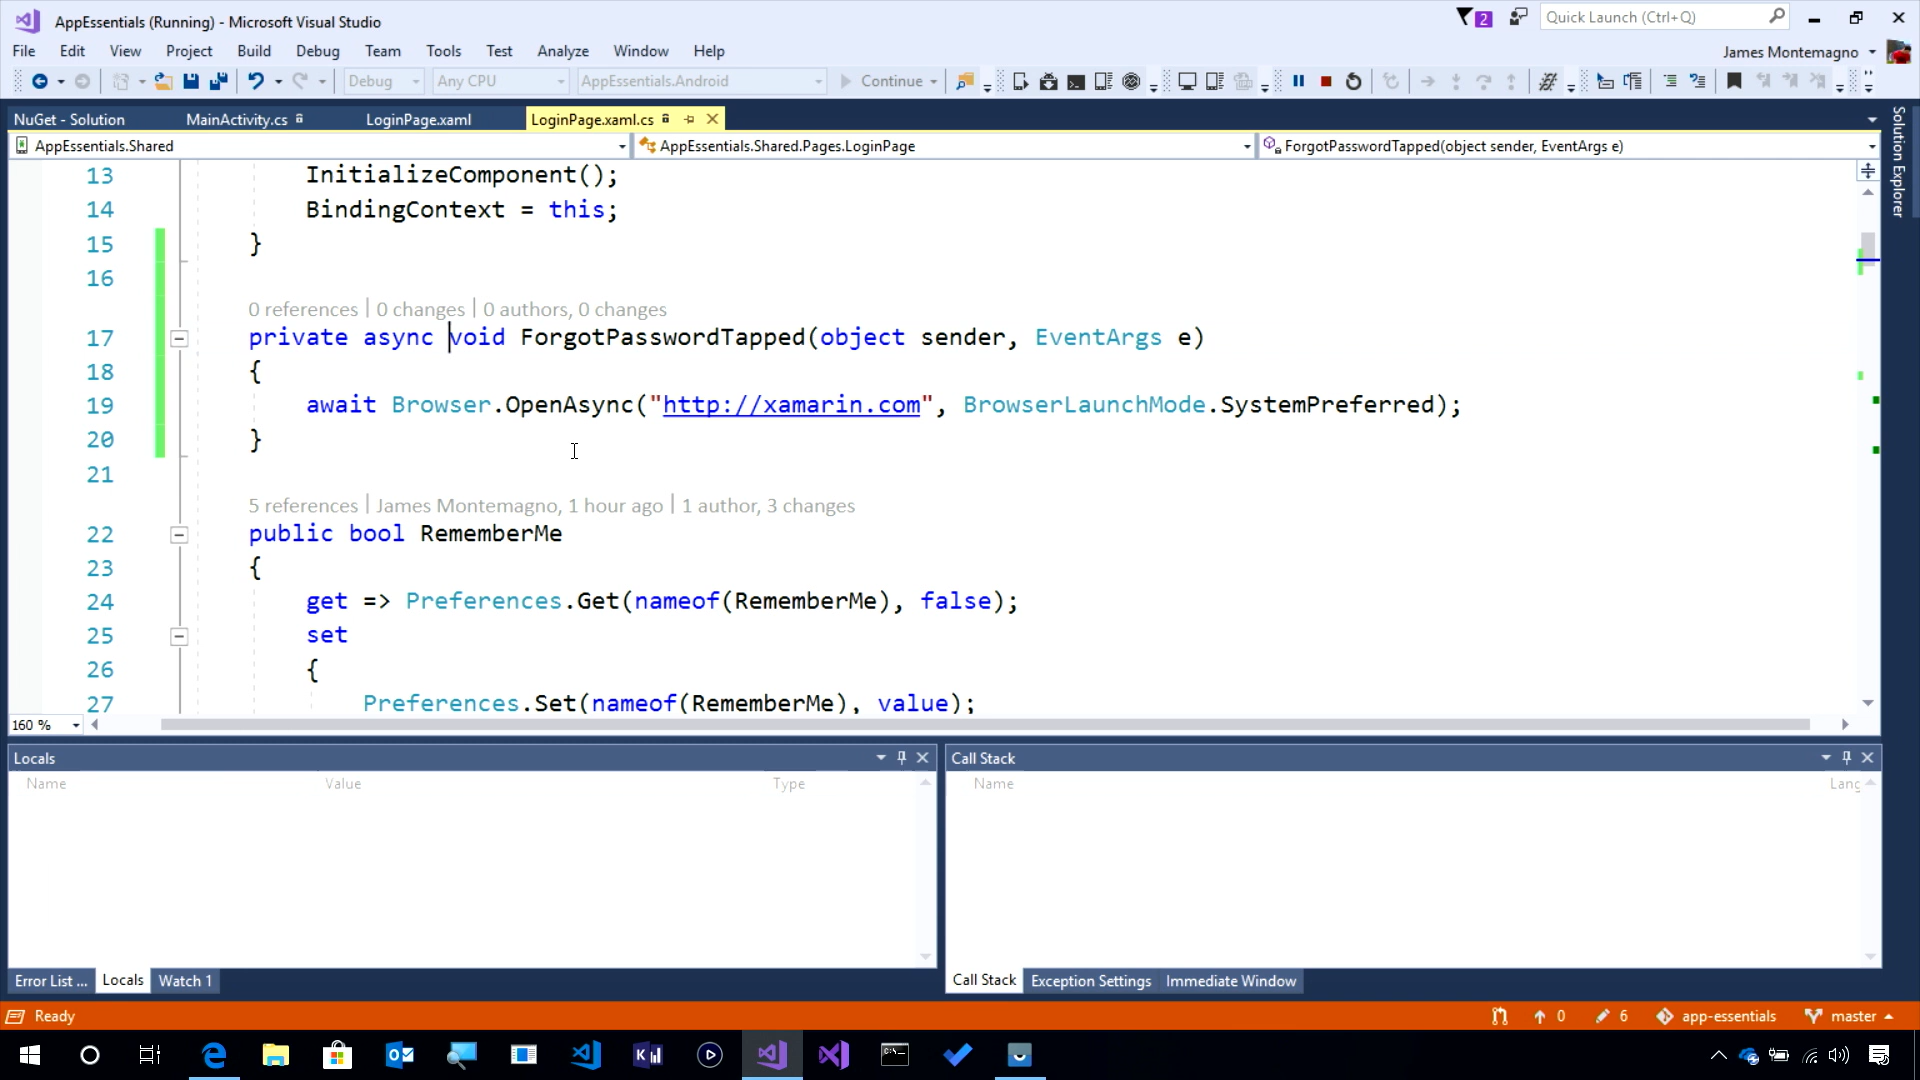 AppEssentials (Running) - Microsoft Visual Studio
2
Quick Launch (Ctrl+Q)
File Edit View Project Build Debug Team Tools Test Analyze Window Help
James Montemagno
Debug Any CPU AppEssentials.Android Continue
NuGet - Solution MainActivity.cs LoginPage.xaml LoginPage.xaml.cs
Solution Explorer
AppEssentials.Shared AppEssentials.Shared.Pages.LoginPage ForgotPasswordTapped(object sender, EventArgs e)
13 InitializeComponent();
14 BindingContext = this;
15 }
16
0 references | 0 changes | 0 authors, 0 changes
17 private async void ForgotPasswordTapped(object sender, EventArgs e)
18 {
19 await Browser.OpenAsync("http://xamarin.com", BrowserLaunchMode.SystemPreferred);
20 }
21
5 references | James Montemagno, 1 hour ago | 1 author, 3 changes
22 public bool RememberMe
23 {
24 get => Preferences.Get(nameof(RememberMe), false);
25 set
26 {
27 Preferences.Set(nameof(RememberMe), value);
160 %
Locals
Name Value Type
Call Stack
Name Lang
Error List ... Locals Watch 1
Call Stack Exception Settings Immediate Window
Ready
0 6 app-essentials master